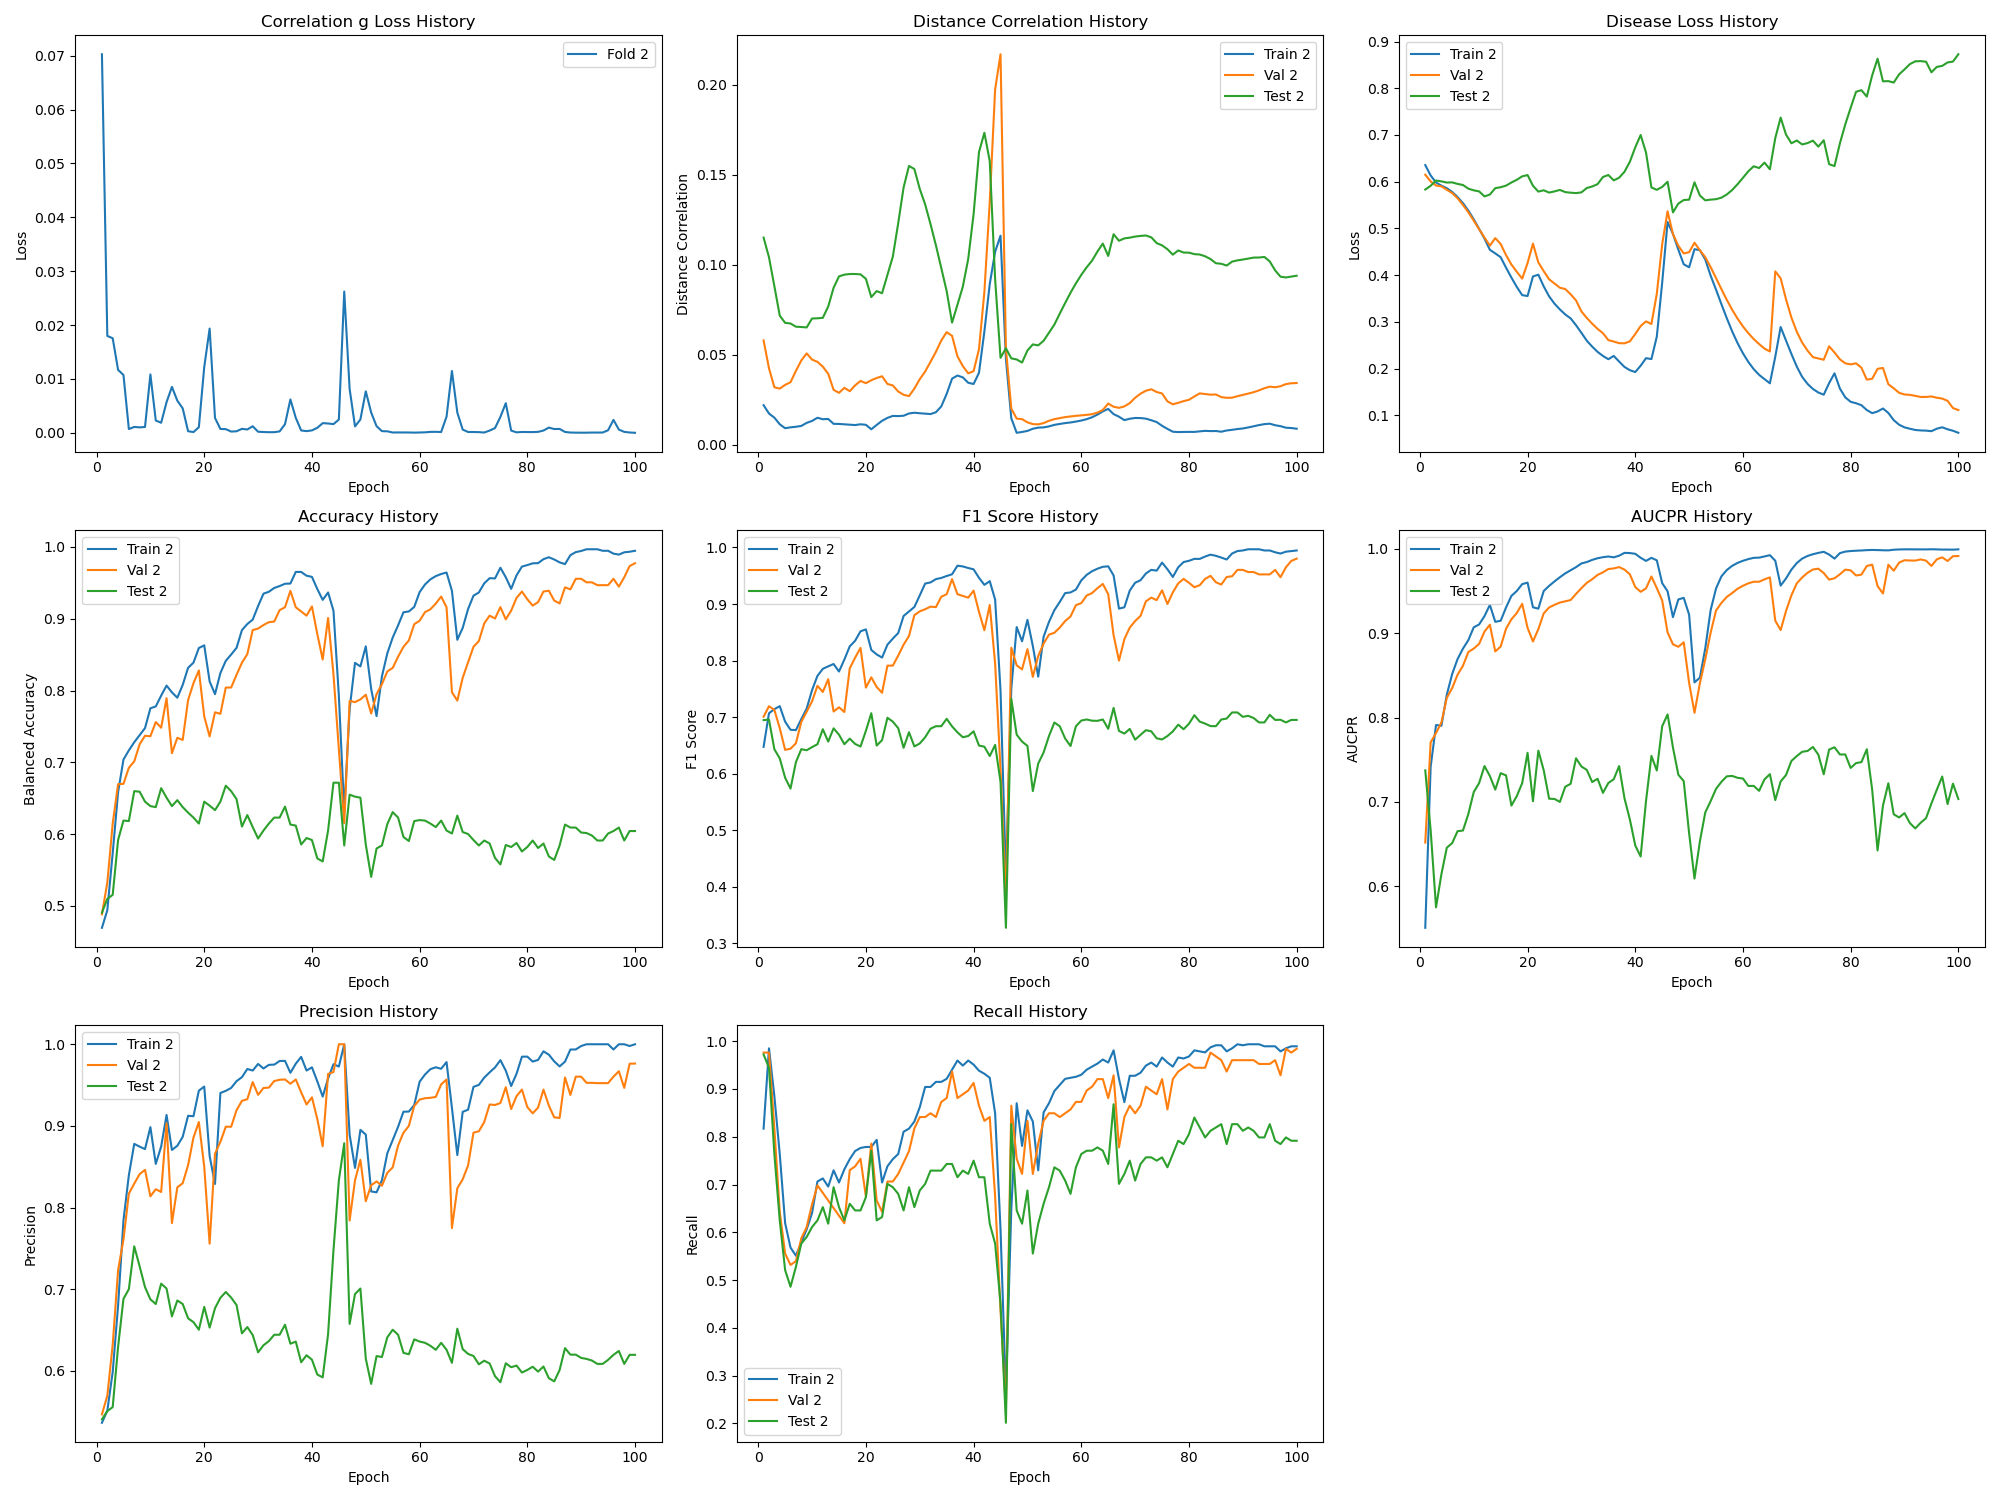 Correlation g Loss History
Fold 2
0.07
0.06
0.05
0.04
0.03
0.02
0.01
0.00
Loss
0 20 40 60 80 100
Epoch
Distance Correlation History
Train 2
Val 2
Test 2
0.20
0.15
0.10
0.05
0.00
Distance Correlation
0 20 40 60 80 100
Epoch
Disease Loss History
Train 2
Val 2
Test 2
0.9
0.8
0.7
0.6
0.5
0.4
0.3
0.2
0.1
Loss
0 20 40 60 80 100
Epoch
Accuracy History
Train 2
Val 2
Test 2
1.0
0.9
0.8
0.7
0.6
0.5
Balanced Accuracy
0 20 40 60 80 100
Epoch
F1 Score History
Train 2
Val 2
Test 2
1.0
0.9
0.8
0.7
0.6
0.5
0.4
0.3
F1 Score
0 20 40 60 80 100
Epoch
AUCPR History
Train 2
Val 2
Test 2
1.0
0.9
0.8
0.7
0.6
AUCPR
0 20 40 60 80 100
Epoch
Precision History
Train 2
Val 2
Test 2
1.0
0.9
0.8
0.7
0.6
Precision
0 20 40 60 80 100
Epoch
Recall History
1.0
0.9
0.8
0.7
0.6
0.5
0.4
0.3
0.2
Recall
Train 2
Val 2
Test 2
0 20 40 60 80 100
Epoch